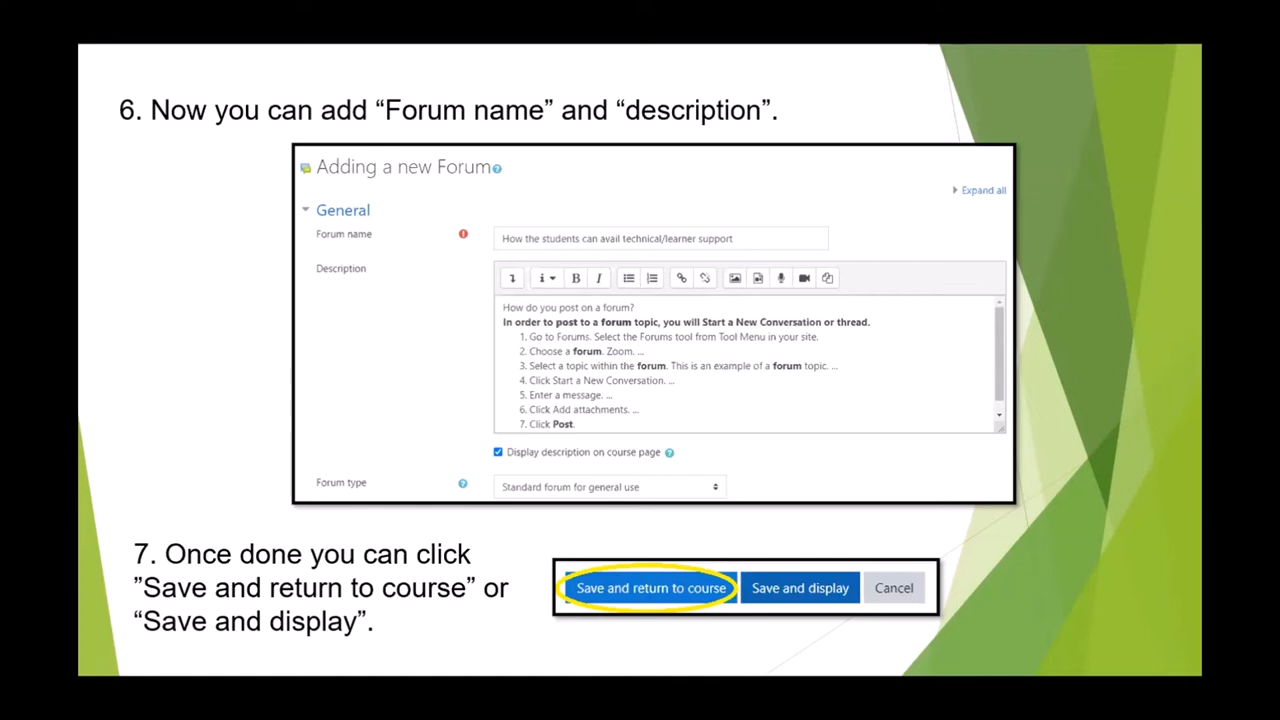 6. Now you can add “Forum name” and “description”.
Adding a new Forum
Expand all
General
Forum name
How the students can avail technical/learner support
Description
How do you post on a forum?
In order to post to a forum topic, you will Start a New Conversation or thread.
1. Go to Forums. Select the Forums tool from Tool Menu in your site.
2. Choose a forum. Zoom. ...
3. Select a topic within the forum. This is an example of a forum topic. ...
4. Click Start a New Conversation. ...
5. Enter a message. ...
6. Click Add attachments. ...
7. Click Post.
Display description on course page
Forum type
Standard forum for general use
7. Once done you can click
”Save and return to course” or
“Save and display”.
Save and return to course Save and display Cancel